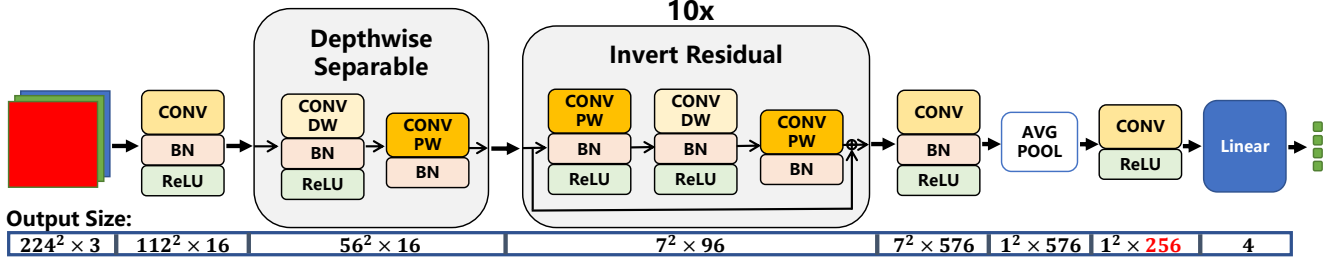 10x
Depthwise
Separable
Invert Residual
CONV
BN
ReLU
CONV
DW
BN
ReLU
CONV
PW
BN
CONV
PW
BN
ReLU
CONV
DW
BN
ReLU
CONV
PW
BN
CONV
BN
ReLU
AVG
POOL
CONV
ReLU
Linear
Output Size:
224² × 3 112² × 16 56² × 16 7² × 96 7² × 576 1² × 576 1² × 256 4